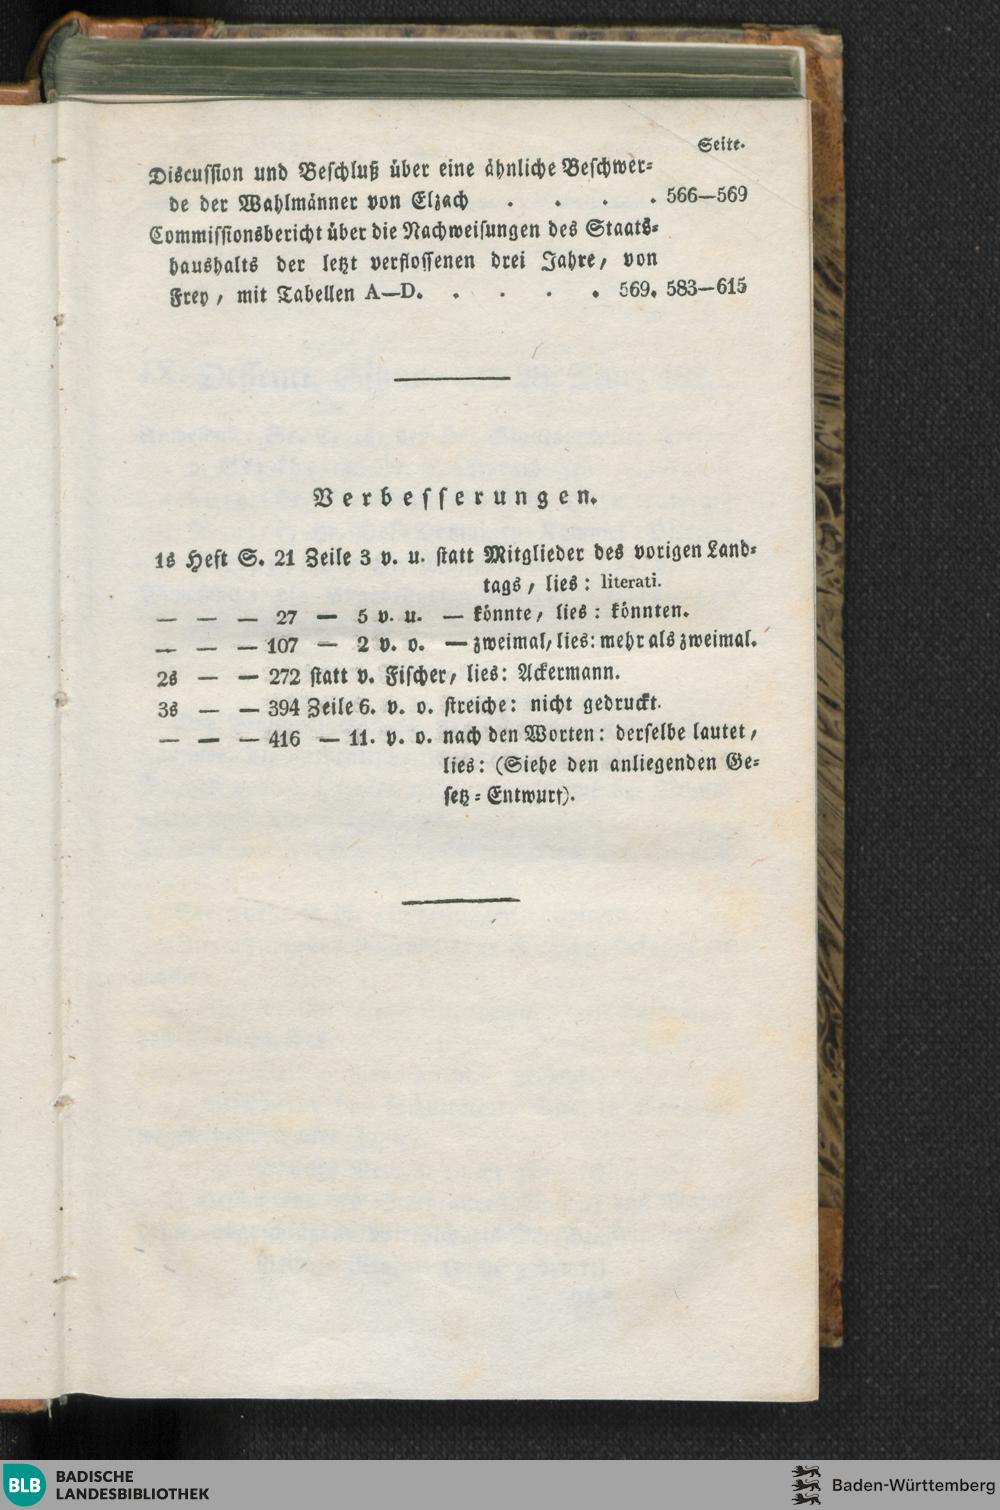 Seite.
Discussion und Beschluß über eine ähnliche Beschwer-
de der Wahlmänner von Elzach . . . . 566—569
Commissionsbericht über die Nachweisungen des Staats-
haushalts der letzt verflossenen drei Jahre, von
Frey, mit Tabellen A—D. . . . . 569. 583—615
Verbesserungen.
1s Heft S. 21 Zeile 3 v. u. statt Mitglieder des vorigen Land-
tags, lies: literati.
— — — 27 — 5 v. u. — könnte, lies: könnten.
— — — 107 — 2 v. o. — zweimal, lies: mehr als zweimal.
2s — — 272 statt v. Fischer, lies: Ackermann.
3s — — 394 Zeile 6. v. o. streiche: nicht gedruckt.
— — — 416 — 11. v. o. nach den Worten: derselbe lautet,
lies: (Siehe den anliegenden Ge-
setz-Entwurf).
BLB BADISCHE
LANDESBIBLIOTHEK
Baden-Württemberg